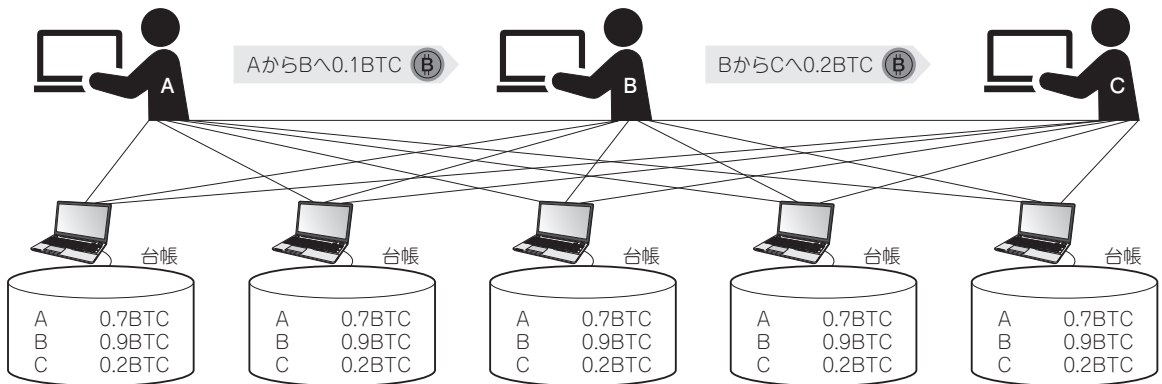 AからBへ0.1BTC
BからCへ0.2BTC
A
B
C
台帳
台帳
台帳
台帳
台帳
A 0.7BTC
B 0.9BTC
C 0.2BTC
A 0.7BTC
B 0.9BTC
C 0.2BTC
A 0.7BTC
B 0.9BTC
C 0.2BTC
A 0.7BTC
B 0.9BTC
C 0.2BTC
A 0.7BTC
B 0.9BTC
C 0.2BTC